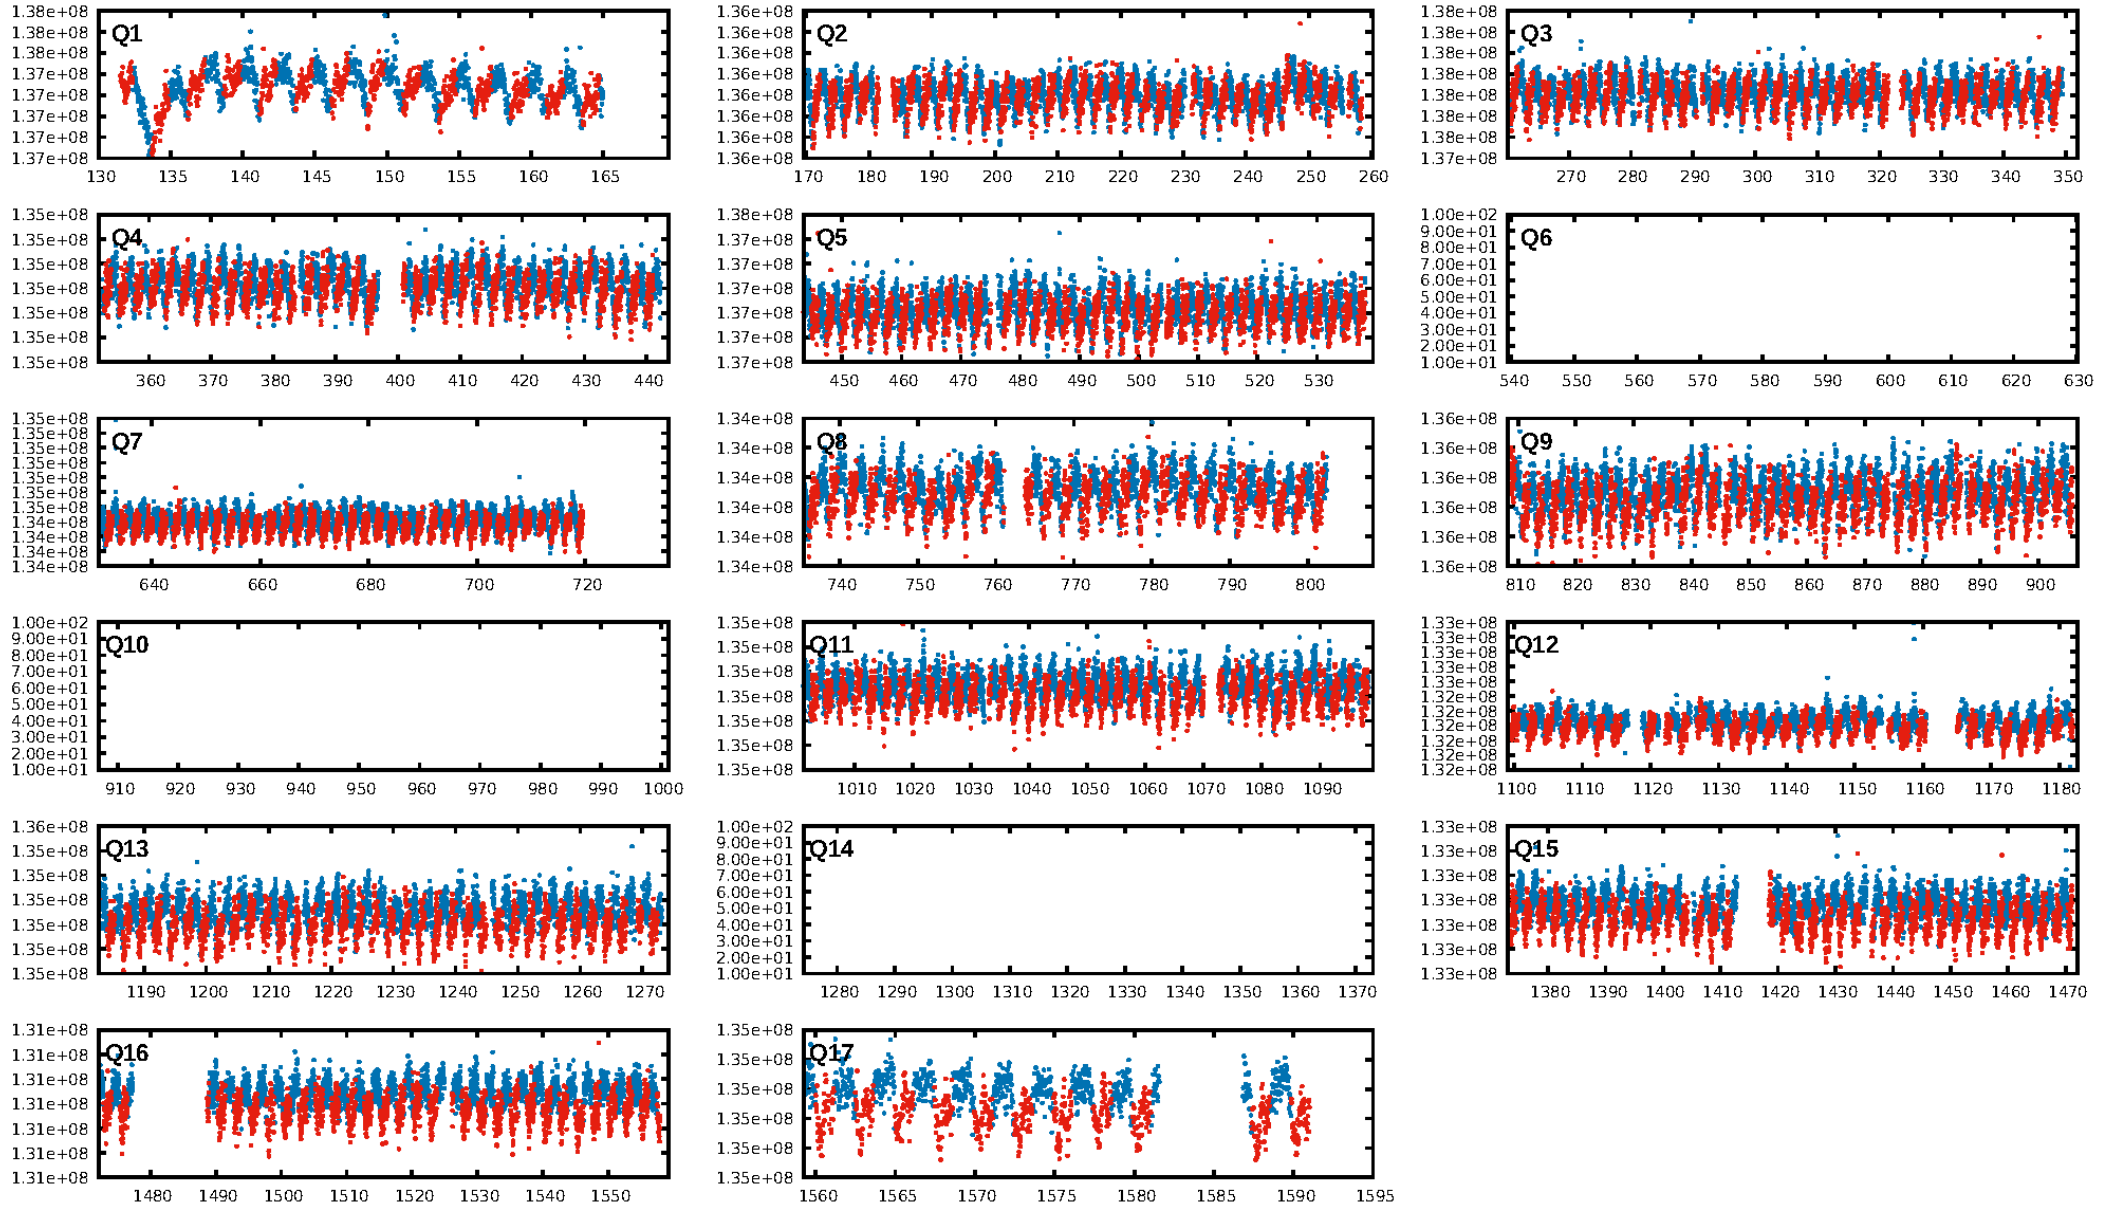 1.38e+08 1.38e+08 1.38e+08 1.37e+08 1.37e+08 1.37e+08 1.37e+08 1.37e+08
Q1
130 135 140 145 150 155 160 165
1.36e+08 1.36e+08 1.36e+08 1.36e+08 1.36e+08 1.36e+08 1.36e+08 1.36e+08
Q2
170 180 190 200 210 220 230 240 250 260
1.38e+08 1.38e+08 1.38e+08 1.38e+08 1.38e+08 1.38e+08 1.38e+08 1.37e+08
Q3
270 280 290 300 310 320 330 340 350
1.35e+08 1.35e+08 1.35e+08 1.35e+08 1.35e+08 1.35e+08 1.35e+08
Q4
360 370 380 390 400 410 420 430 440
1.38e+08 1.37e+08 1.37e+08 1.37e+08 1.37e+08 1.37e+08 1.37e+08
Q5
450 460 470 480 490 500 510 520 530
1.00e+02 9.00e+01 8.00e+01 7.00e+01 6.00e+01 5.00e+01 4.00e+01 3.00e+01 2.00e+01 1.00e+01
Q6
540 550 560 570 580 590 600 610 620 630
1.35e+08 1.35e+08 1.35e+08 1.35e+08 1.35e+08 1.35e+08 1.35e+08 1.34e+08 1.34e+08 1.34e+08 1.34e+08
Q7
640 660 680 700 720
1.34e+08 1.34e+08 1.34e+08 1.34e+08 1.34e+08 1.34e+08
Q8
740 750 760 770 780 790 800
1.36e+08 1.36e+08 1.36e+08 1.36e+08 1.36e+08 1.36e+08
Q9
810 820 830 840 850 860 870 880 890 900
1.00e+02 9.00e+01 8.00e+01 7.00e+01 6.00e+01 5.00e+01 4.00e+01 3.00e+01 2.00e+01 1.00e+01
Q10
910 920 930 940 950 960 970 980 990 1000
1.35e+08 1.35e+08 1.35e+08 1.35e+08 1.35e+08 1.35e+08 1.35e+08
Q11
1010 1020 1030 1040 1050 1060 1070 1080 1090
1.33e+08 1.33e+08 1.33e+08 1.33e+08 1.33e+08 1.32e+08 1.32e+08 1.32e+08 1.32e+08 1.32e+08 1.32e+08
Q12
1100 1110 1120 1130 1140 1150 1160 1170 1180
1.36e+08 1.35e+08 1.35e+08 1.35e+08 1.35e+08 1.35e+08 1.35e+08
Q13
1190 1200 1210 1220 1230 1240 1250 1260 1270
1.00e+02 9.00e+01 8.00e+01 7.00e+01 6.00e+01 5.00e+01 4.00e+01 3.00e+01 2.00e+01 1.00e+01
Q14
1280 1290 1300 1310 1320 1330 1340 1350 1360 1370
1.33e+08 1.33e+08 1.33e+08 1.33e+08 1.33e+08 1.33e+08 1.33e+08
Q15
1380 1390 1400 1410 1420 1430 1440 1450 1460 1470
1.31e+08 1.31e+08 1.31e+08 1.31e+08 1.31e+08 1.31e+08 1.31e+08
Q16
1480 1490 1500 1510 1520 1530 1540 1550
1.35e+08 1.35e+08 1.35e+08 1.35e+08 1.35e+08 1.35e+08
Q17
1560 1565 1570 1575 1580 1585 1590 1595